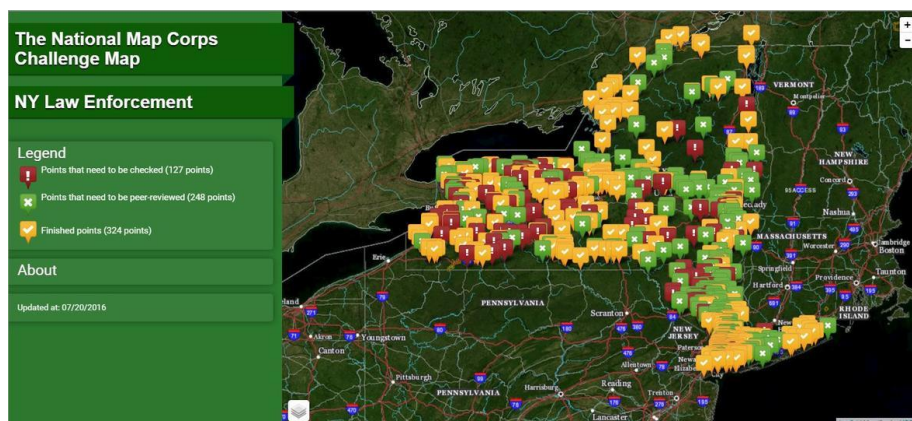 The National Map Corps
Challenge Map
NY Law Enforcement
Legend
Points that need to be checked (127 points)
Points that need to be peer-reviewed (248 points)
Finished points (324 points)
About
Updated at: 07/20/2016
+
−
VERMONT
Montpelier
NEW
HAMPSHIRE
Concord
Nashua
MASSACHUSETTS
Worcester
Cambridge
Boston
Springfield
Providence
Taunton
Hartford
RHODE
ISLAND
Erie
PENNSYLVANIA
Scranton
NEW
JERSEY
Akron
Youngstown
Canton
Allentown
Pittsburgh
Harrisburg
Reading
Trenton
PENNSYLVANIA
Lancaster